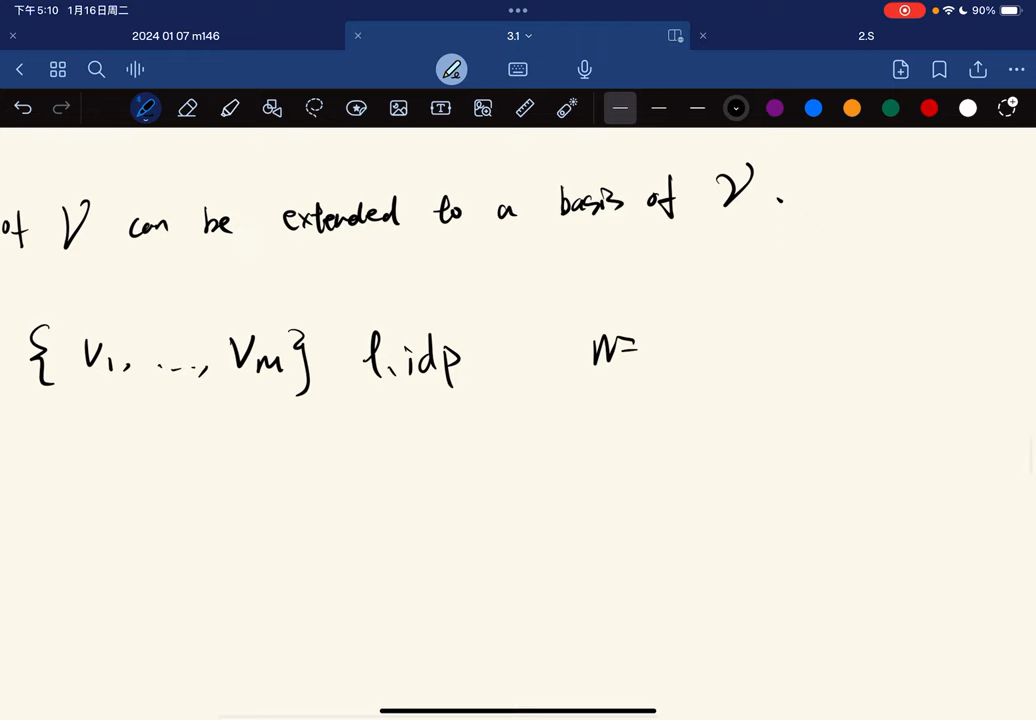 下午5:10 1月16日周二 90%
2024 01 07 m146 3.1 2.S
of V can be extended to a basis of V.
{ v1, ..., vm} l.idp n=